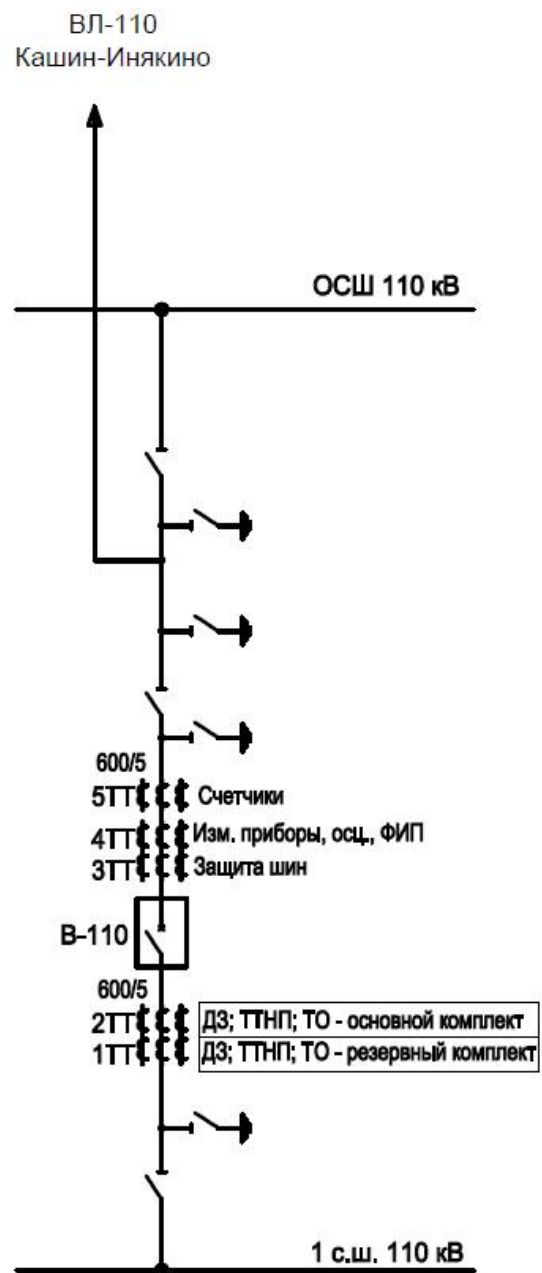 ВЛ-110
Кашин-Инякино
ОСШ 110 кВ
600/5
5ТТ Счетчики
4ТТ Изм. приборы, осц., ФИП
3ТТ Защита шин
В-110
600/5
2ТТ ДЗ; ТТНП; ТО - основной комплект
1ТТ ДЗ; ТТНП; ТО - резервный комплект
1 с.ш. 110 кВ